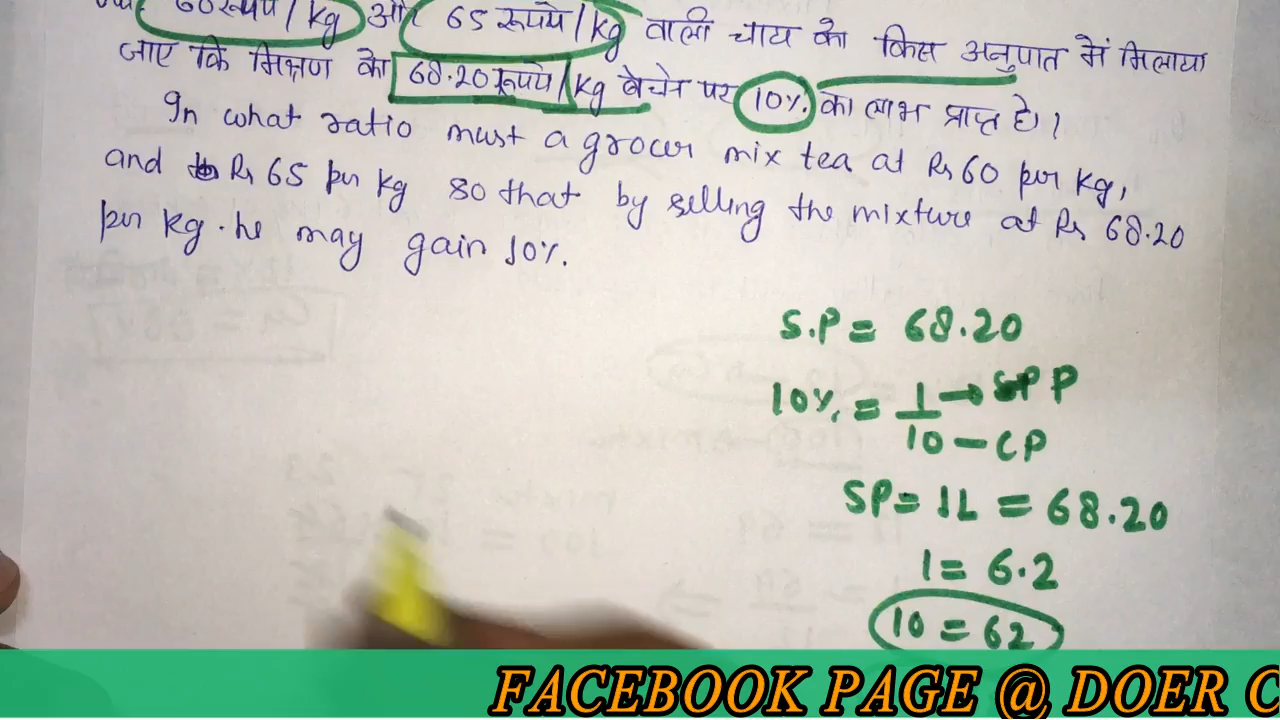 60 रूपये / kg और 65 रूपये / kg वाली चाय को किस अनुपात में मिलाया
जाए कि मिश्रण को 68.20 रूपये / kg बेचने पर 10% का लाभ प्राप्त हो।
In what ratio must a grocer mix tea at Rs 60 per kg,
and Rs 65 per kg so that by selling the mixture at Rs 68.20
per kg. he may gain 10%.
S.P = 68.20
10% = 1/10 → P
10 - CP
SP = 11 = 68.20
1 = 6.2
10 = 62
FACEBOOK PAGE @ DOER C